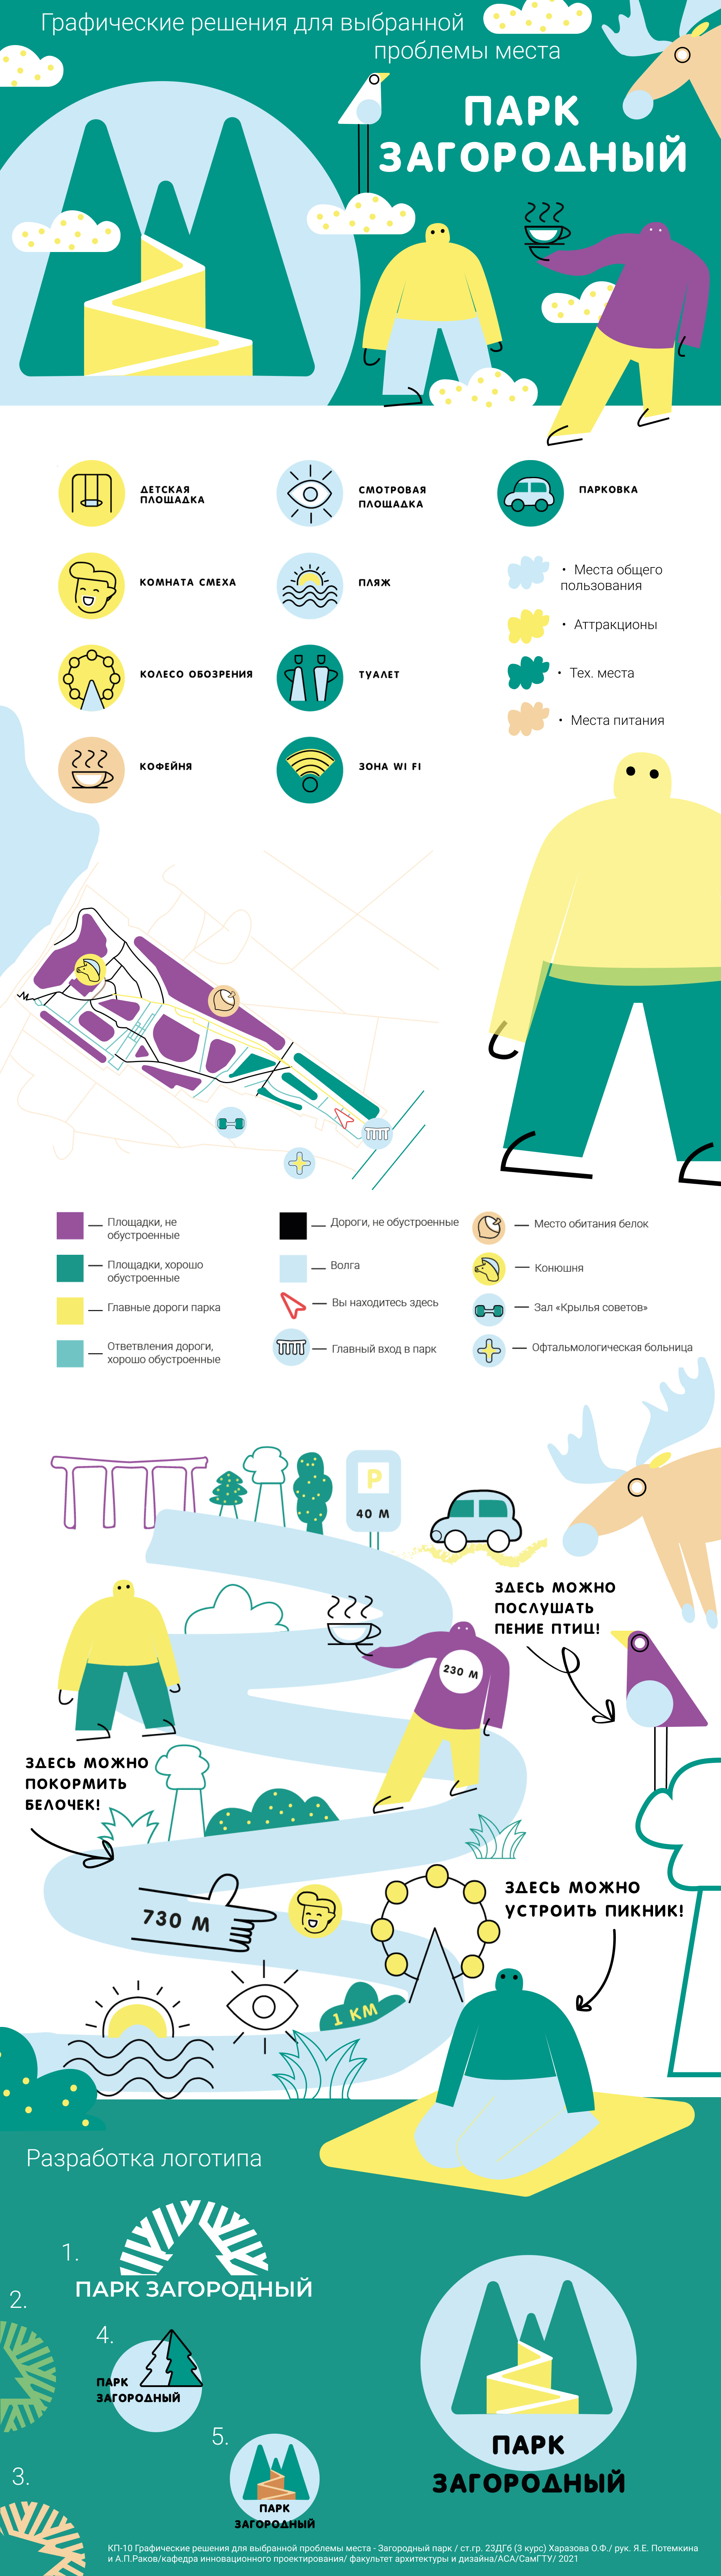 Графические решения для выбранной
проблемы места
ПАРК
ЗАГОРОДНЫЙ
ДЕТСКАЯ
ПЛОЩАДКА
СМОТРОВАЯ
ПЛОЩАДКА
ПАРКОВКА
КОМНАТА СМЕХА
ПЛЯЖ
КОЛЕСО ОБОЗРЕНИЯ
ТУАЛЕТ
КОФЕЙНЯ
ЗОНА WI FI
• Места общего
пользования
• Аттракционы
• Тех. места
• Места питания
Площадки, не
обустроенные
Площадки, хорошо
обустроенные
Главные дороги парка
Ответвления дороги,
хорошо обустроенные
Дороги, не обустроенные
Волга
Вы находитесь здесь
Главный вход в парк
Место обитания белок
Конюшня
Зал «Крылья советов»
Офтальмологическая больница
P
40 М
ЗДЕСЬ МОЖНО
ПОСЛУШАТЬ
ПЕНИЕ ПТИЦ!
230 М
ЗДЕСЬ МОЖНО
ПОКОРМИТЬ
БЕЛОЧЕК!
730 М
ЗДЕСЬ МОЖНО
УСТРОИТЬ ПИКНИК!
1 КМ
Разработка логотипа
1.
ПАРК ЗАГОРОДНЫЙ
2.
4.
ПАРК
ЗАГОРОДНЫЙ
5.
ПАРК
ЗАГОРОДНЫЙ
3.
ПАРК
ЗАГОРОДНЫЙ
КП-10 Графические решения для выбранной проблемы места - Загородный парк / ст.гр. 23ДГб (3 курс) Харазова О.Ф./ рук. Я.Е. Потемкина
и А.П.Раков/кафедра инновационного проектирования/ факультет архитектуры и дизайна/АСА/СамГТУ/ 2021